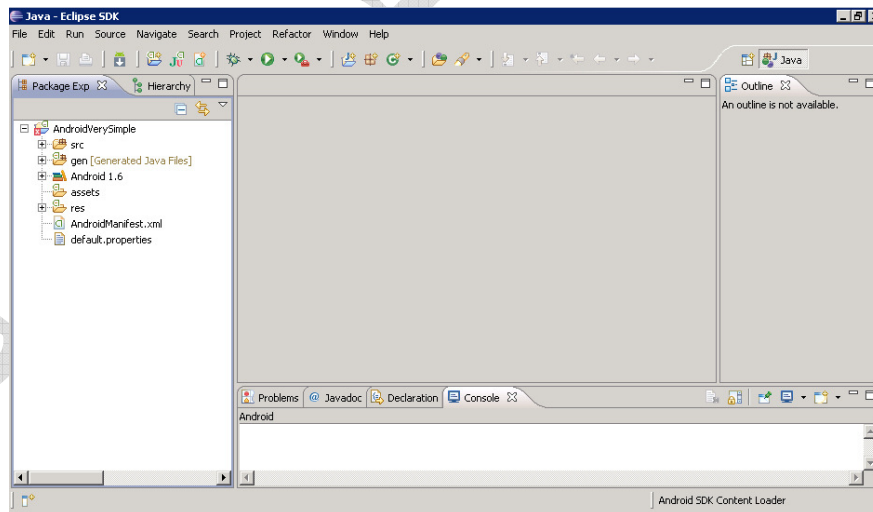 Java - Eclipse SDK
File Edit Run Source Navigate Search Project Refactor Window Help
Java
Package Exp
Hierarchy
Outline
An outline is not available.
AndroidVerySimple
src
gen [Generated Java Files]
Android 1.6
assets
res
AndroidManifest.xml
default.properties
Problems
Javadoc
Declaration
Console
Android
Android SDK Content Loader